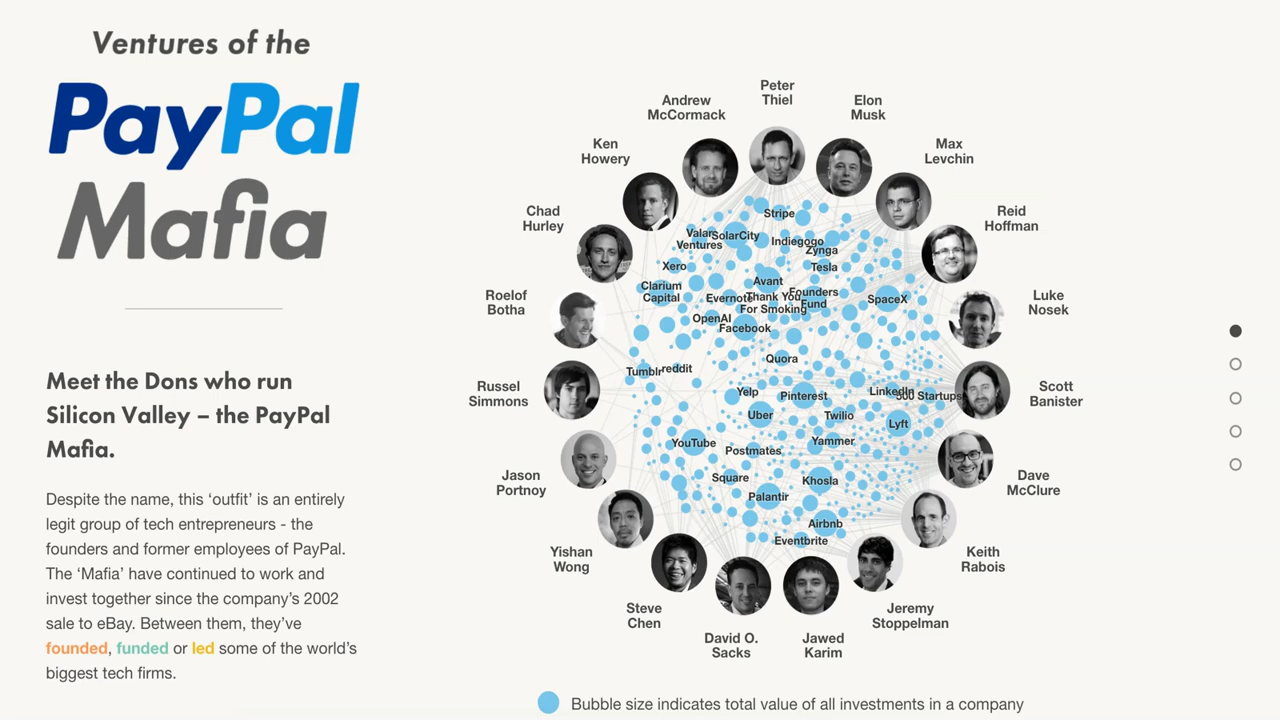 Ventures of the
PayPal
Mafia
Meet the Dons who run
Silicon Valley – the PayPal
Mafia.
Despite the name, this ‘outfit’ is an entirely
legit group of tech entrepreneurs - the
founders and former employees of PayPal.
The ‘Mafia’ have continued to work and
invest together since the company’s 2002
sale to eBay. Between them, they’ve
founded, funded or led some of the world’s
biggest tech firms.
Peter
Thiel
Elon
Musk
Max
Levchin
Reid
Hoffman
Luke
Nosek
Scott
Banister
Dave
McClure
Keith
Rabois
Jeremy
Stoppelman
Jawed
Karim
David O.
Sacks
Steve
Chen
Yishan
Wong
Jason
Portnoy
Russel
Simmons
Roelof
Botha
Chad
Hurley
Ken
Howery
Andrew
McCormack
Stripe
Valar
Ventures
SolarCity
Indiegogo
Zynga
Xero
Tesla
Clarium
Capital
Avant
Evernote
Thank You
For Smoking
Founders
Fund
SpaceX
OpenAI
Facebook
Quora
Tumblr
reddit
Yelp
Pinterest
LinkedIn
500 Startups
Uber
Twilio
Lyft
YouTube
Postmates
Yammer
Square
Khosla
Palantir
Airbnb
Eventbrite
Bubble size indicates total value of all investments in a company